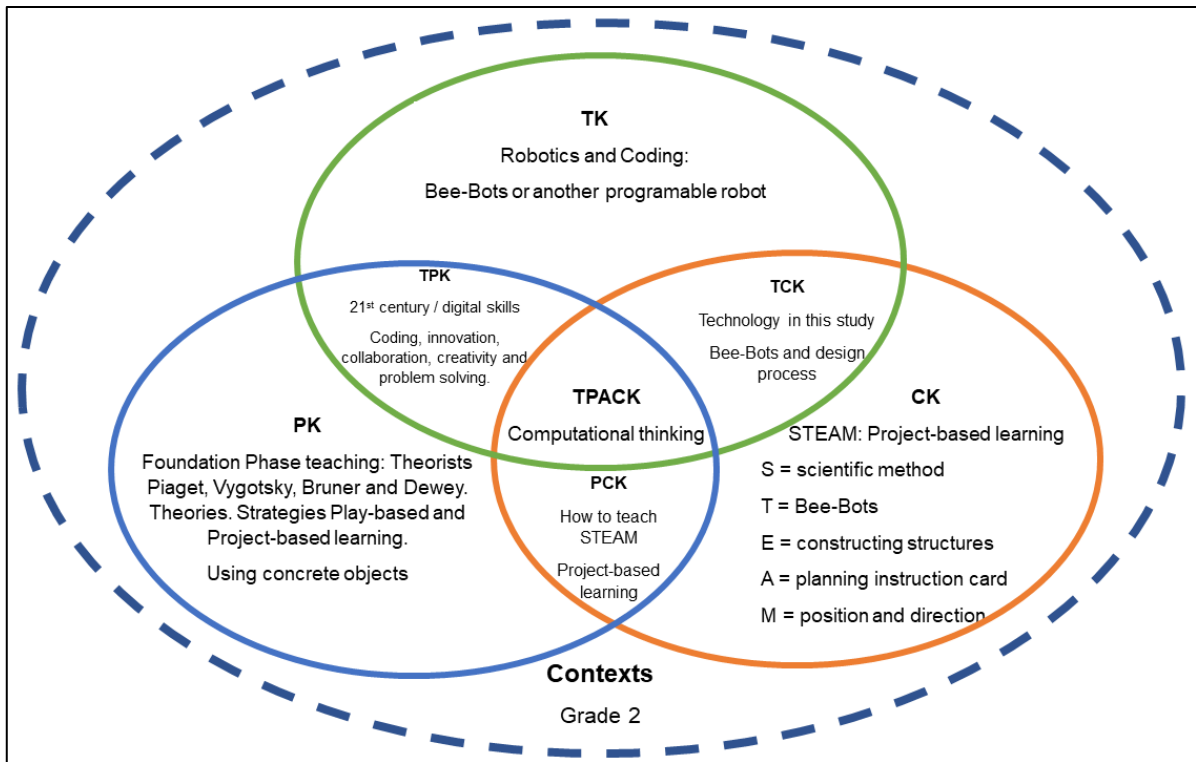 TK
Robotics and Coding:
Bee-Bots or another programable robot
TPK
21st century / digital skills
Coding, innovation,
collaboration, creativity and
problem solving.
TCK
Technology in this study
Bee-Bots and design
process
TPACK
Computational thinking
PK
Foundation Phase teaching: Theorists
Piaget, Vygotsky, Bruner and Dewey.
Theories. Strategies Play-based and
Project-based learning.
Using concrete objects
CK
STEAM: Project-based learning
S = scientific method
T = Bee-Bots
E = constructing structures
A = planning instruction card
M = position and direction
PCK
How to teach
STEAM
Project-based
learning
Contexts
Grade 2